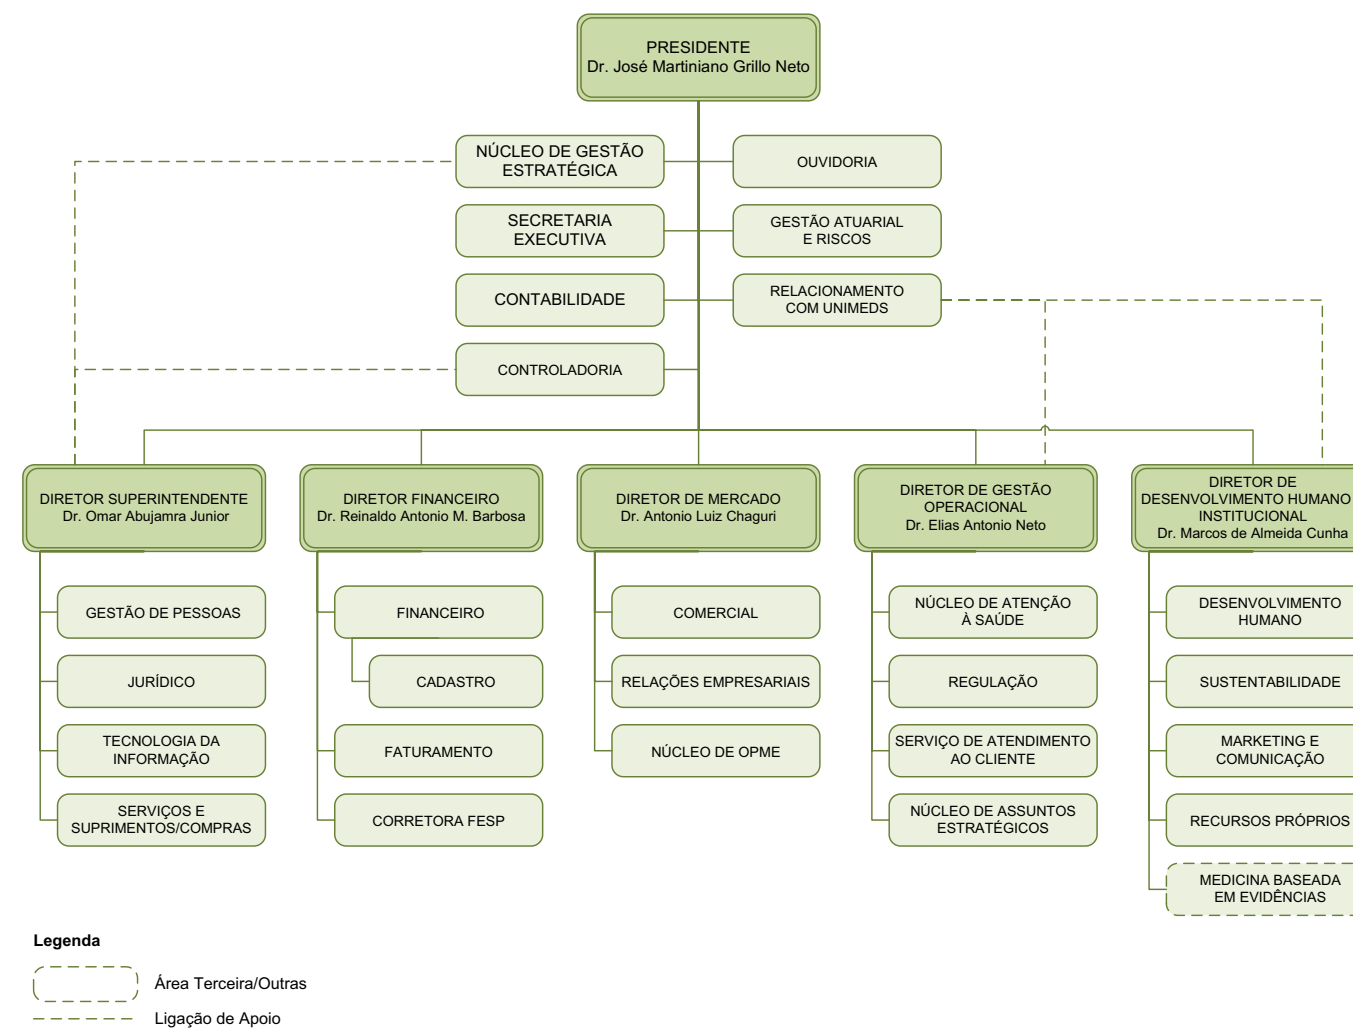 PRESIDENTE
Dr. José Martiniano Grillo Neto
NÚCLEO DE GESTÃO
ESTRATÉGICA
OUVIDORIA
SECRETARIA
EXECUTIVA
GESTÃO ATUARIAL
E RISCOS
CONTABILIDADE
RELACIONAMENTO
COM UNIMEDS
CONTROLADORIA
DIRETOR SUPERINTENDENTE
Dr. Omar Abujamra Junior
DIRETOR FINANCEIRO
Dr. Reinaldo Antonio M. Barbosa
DIRETOR DE MERCADO
Dr. Antonio Luiz Chaguri
DIRETOR DE GESTÃO
OPERACIONAL
Dr. Elias Antonio Neto
DIRETOR DE
DESENVOLVIMENTO HUMANO
INSTITUCIONAL
Dr. Marcos de Almeida Cunha
GESTÃO DE PESSOAS
JURÍDICO
TECNOLOGIA DA
INFORMAÇÃO
SERVIÇOS E
SUPRIMENTOS/COMPRAS
FINANCEIRO
CADASTRO
FATURAMENTO
CORRETORA FESP
COMERCIAL
RELAÇÕES EMPRESARIAIS
NÚCLEO DE OPME
NÚCLEO DE ATENÇÃO
À SAÚDE
REGULAÇÃO
SERVIÇO DE ATENDIMENTO
AO CLIENTE
NÚCLEO DE ASSUNTOS
ESTRATÉGICOS
DESENVOLVIMENTO
HUMANO
SUSTENTABILIDADE
MARKETING E
COMUNICAÇÃO
RECURSOS PRÓPRIOS
MEDICINA BASEADA
EM EVIDÊNCIAS
Legenda
Área Terceira/Outras
Ligação de Apoio